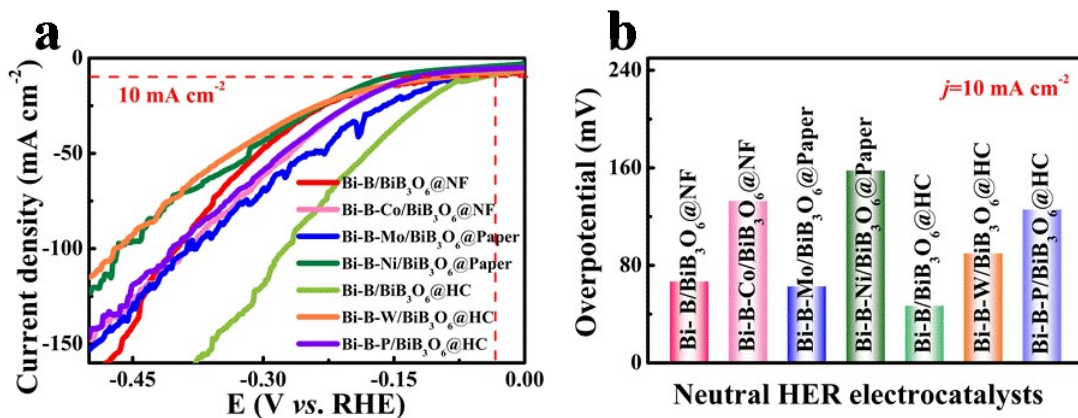 a
Current density (mA cm⁻²)
0
-50
-100
-150
10 mA cm⁻²
Bi-B/BiB₃O₆@NF
Bi-B-Co/BiB₃O₆@NF
Bi-B-Mo/BiB₃O₆@Paper
Bi-B-Ni/BiB₃O₆@Paper
Bi-B/BiB₃O₆@HC
Bi-B-W/BiB₃O₆@HC
Bi-B-P/BiB₃O₆@HC
-0.45
-0.30
-0.15
0.00
E (V vs. RHE)
b
Overpotential (mV)
240
160
80
0
j=10 mA cm⁻²
Bi- B/BiB₃O₆@NF
Bi-B-Co/BiB₃O₆@NF
Bi-B-Mo/BiB₃O₆@Paper
Bi-B-Ni/BiB₃O₆@Paper
Bi-B/BiB₃O₆@HC
Bi-B-W/BiB₃O₆@HC
Bi-B-P/BiB₃O₆@HC
Neutral HER electrocatalysts